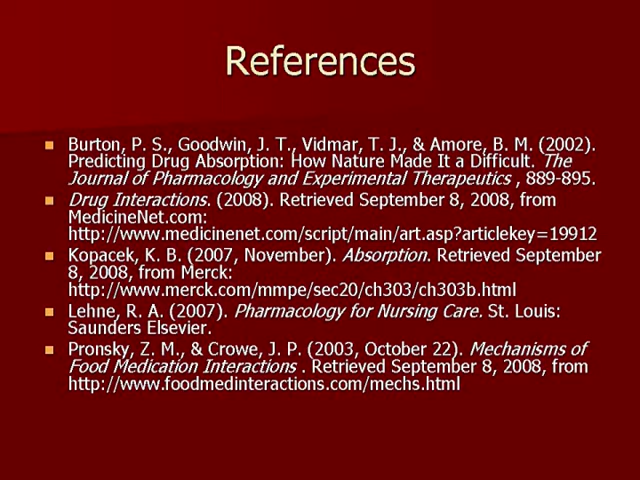 References
Burton, P. S., Goodwin, J. T., Vidmar, T. J., & Amore, B. M. (2002).
Predicting Drug Absorption: How Nature Made It a Difficult. The
Journal of Pharmacology and Experimental Therapeutics , 889-895.
Drug Interactions. (2008). Retrieved September 8, 2008, from
MedicineNet.com:
http://www.medicinenet.com/script/main/art.asp?articlekey=19912
Kopacek, K. B. (2007, November). Absorption. Retrieved September
8, 2008, from Merck:
http://www.merck.com/mmpe/sec20/ch303/ch303b.html
Lehne, R. A. (2007). Pharmacology for Nursing Care. St. Louis:
Saunders Elsevier.
Pronsky, Z. M., & Crowe, J. P. (2003, October 22). Mechanisms of
Food Medication Interactions . Retrieved September 8, 2008, from
http://www.foodmedinteractions.com/mechs.html